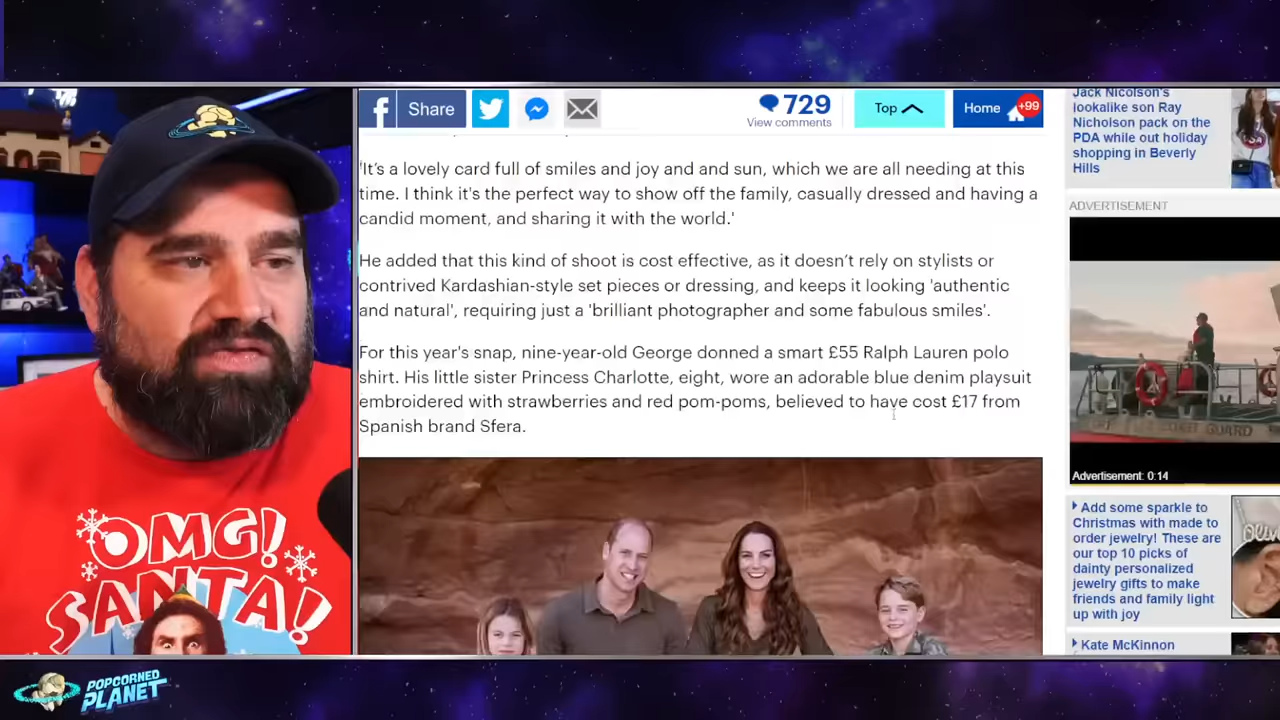 Share
729
View comments
Top
Home
+99
'It's a lovely card full of smiles and joy and and sun, which we are all needing at this
time. I think it's the perfect way to show off the family, casually dressed and having a
candid moment, and sharing it with the world.'
He added that this kind of shoot is cost effective, as it doesn't rely on stylists or
contrived Kardashian-style set pieces or dressing, and keeps it looking 'authentic
and natural', requiring just a 'brilliant photographer and some fabulous smiles'.
For this year's snap, nine-year-old George donned a smart £55 Ralph Lauren polo
shirt. His little sister Princess Charlotte, eight, wore an adorable blue denim playsuit
embroidered with strawberries and red pom-poms, believed to have cost £17 from
Spanish brand Sfera.
Jack Nicolson's
lookalike son Ray
Nicholson pack on the
PDA while out holiday
shopping in Beverly
Hills
ADVERTISEMENT
COAST GUARD
Advertisement: 0:14
Add some sparkle to
Christmas with made to
order jewelry! These are
our top 10 picks of
dainty personalized
jewelry gifts to make
friends and family light
up with joy
Kate McKinnon
OMG!
SANTA!
POPCORNED
PLANET